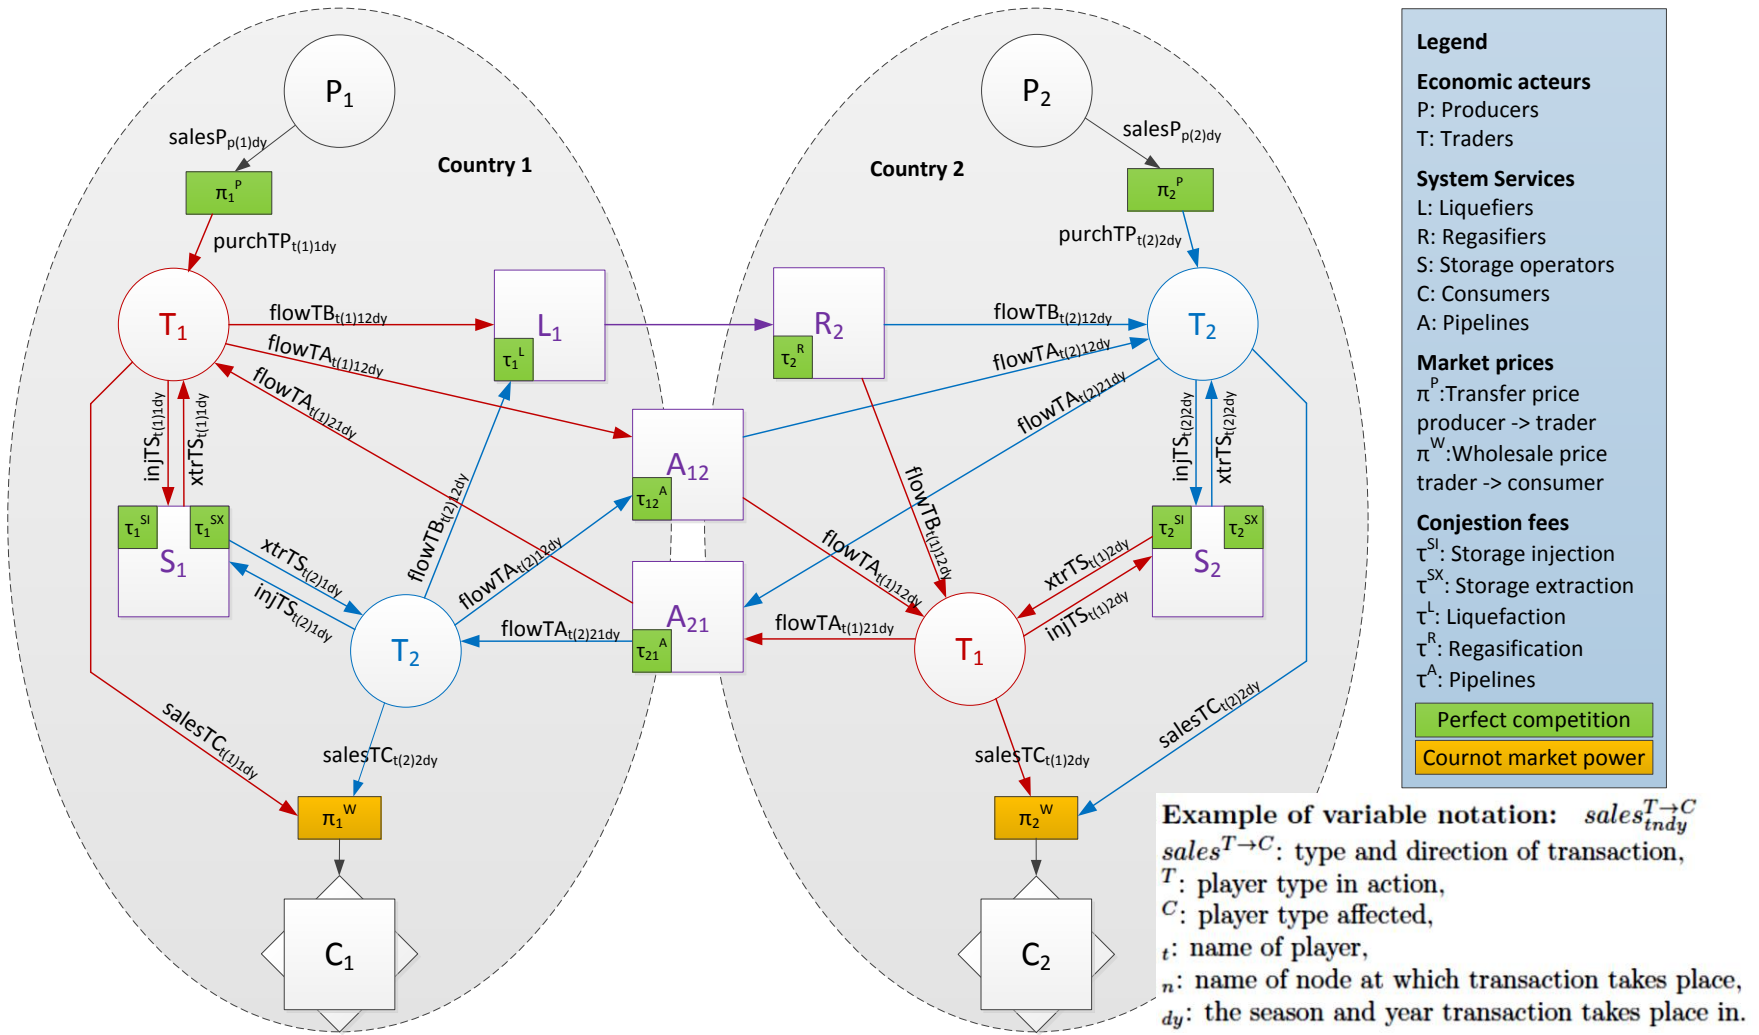 P1
salesPp(1)dy
π1P
purchTPt(1)1dy
Country 1
T1
flowTBt(1)12dy
L1
τ1L
flowTAt(1)12dy
flowTAt(1)21dy
injTSt(1)1dy
xtrTSt(1)1dy
τ1SI
τ1SX
S1
xtrTSt(2)1dy
injTSt(2)1dy
flowTBt(2)12dy
flowTAt(2)12dy
T2
salesTCt(1)1dy
salesTCt(2)2dy
π1W
C1
A12
τ12A
A21
τ21A
flowTAt(2)21dy
P2
salesPp(2)dy
π2P
purchTPt(2)2dy
Country 2
R2
τ2R
flowTBt(2)12dy
T2
flowTAt(2)12dy
flowTAt(2)21dy
injTSt(2)2dy
xtrTSt(2)2dy
flowTBt(1)12dy
flowTAt(1)12dy
τ2SI
τ2SX
S2
xtrTSt(1)2dy
injTSt(1)2dy
flowTAt(1)21dy
T1
salesTCt(1)2dy
salesTCt(2)2dy
π2W
C2
Legend
Economic acteurs
P: Producers
T: Traders
System Services
L: Liquefiers
R: Regasifiers
S: Storage operators
C: Consumers
A: Pipelines
Market prices
πP:Transfer price
producer -> trader
πW:Wholesale price
trader -> consumer
Conjestion fees
τSI: Storage injection
τSX: Storage extraction
τL: Liquefaction
τR: Regasification
τA: Pipelines
Perfect competition
Cournot market power
Example of variable notation: sales T→C tndy
sales T→C: type and direction of transaction,
T: player type in action,
C: player type affected,
t: name of player,
n: name of node at which transaction takes place,
dy: the season and year transaction takes place in.